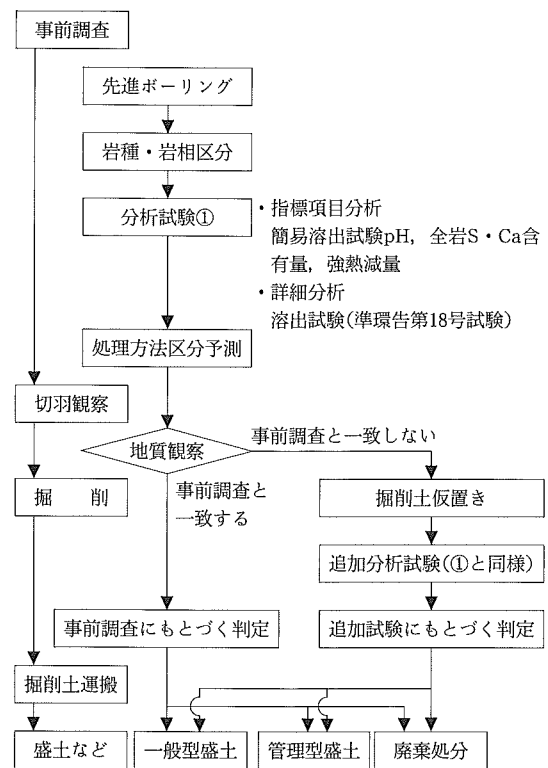 事前調査
先進ボーリング
岩種・岩相区分
分析試験①
・指標項目分析
簡易溶出試験pH，全岩S・Ca含
有量，強熱減量
・詳細分析
溶出試験(準環告第18号試験)
処理方法区分予測
切羽観察
地質観察
事前調査と一致しない
事前調査と
一致する
掘　削
掘削土仮置き
追加分析試験(①と同様)
事前調査にもとづく判定
追加試験にもとづく判定
掘削土運搬
盛土など
一般型盛土
管理型盛土
廃棄処分